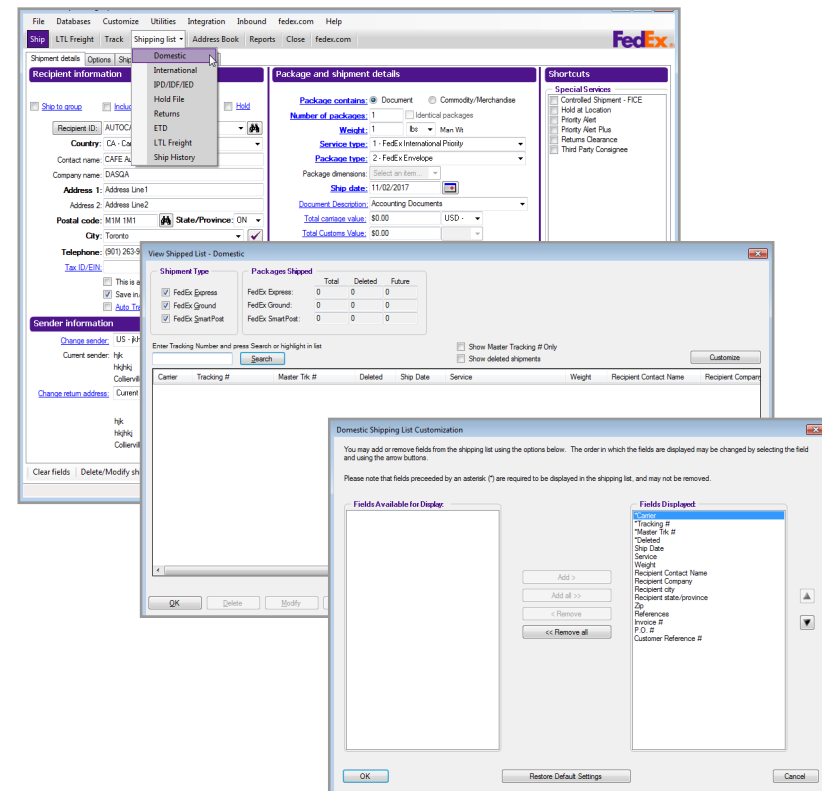 File Databases Customize Utilities Integration Inbound fedex.com Help
Ship LTL Freight Track Shipping list Address Book Reports Close fedex.com
FedEx
Shipment details Options Ship
Domestic
International
IPD/IDF/IED
Hold File
Returns
ETD
LTL Freight
Ship History
Recipient information
Ship to group Hold
Recipient ID:
Country:
Contact name:
Company name: DASQA
Address 1: Address Line1
Address 2: Address Line2
Postal code: M1M 1M1 State/Province: ON
City: Toronto
Telephone: (901) 263-9
Tax ID/EIN:
This is a
Save in
Auto
Sender information
Change sender: US -
Current sender: hjk
hkjhkj
Colliervill
Change return address: Current
hjk
hkjhkj
Colliervill
Clear fields Delete/Modify sh
Package and shipment details
Package contains: Document Commodity/Merchandise
Number of packages: 1 Identical packages
Weight: 1 lbs Man Wt
Service type: 1 - FedEx International Priority
Package type: 2 - FedEx Envelope
Package dimensions: Select an item...
Ship date: 11/02/2017
Document Description: Accounting Documents
Total carriage value: $0.00 USD -
Total Customs Value: $0.00
Shortcuts
Special Services
Controlled Shipment - FICE
Hold at Location
Priority Alert
Priority Alert Plus
Returns Clearance
Third Party Consignee
View Shipped List - Domestic
Shipment Type
FedEx Express
FedEx Ground
FedEx SmartPost
Packages Shipped
Total Deleted Future
FedEx Express: 0 0 0
FedEx Ground: 0 0 0
FedEx SmartPost: 0 0 0
Enter Tracking Number and press Search or highlight in list
Search
Show Master Tracking # Only
Show deleted shipments
Customize
Carrier Tracking # Master Trk # Deleted Ship Date Service Weight Recipient Contact Name Recipient Company
OK Delete Modify
Domestic Shipping List Customization
You may add or remove fields from the shipping list using the options below. The order in which the fields are displayed may be changed by selecting the field
and using the arrow buttons.
Please note that fields preceeded by an asterisk (*) are required to be displayed in the shipping list, and may not be removed.
Fields Available for Display:
Add >
Add all >>
< Remove
<< Remove all
Fields Displayed:
*Carrier
*Tracking #
*Master Trk #
*Deleted
Ship Date
Service
Weight
Recipient Contact Name
Recipient Company
Recipient city
Recipient state/province
Zip
References
Invoice #
P.O. #
Customer Reference #
OK Restore Default Settings Cancel